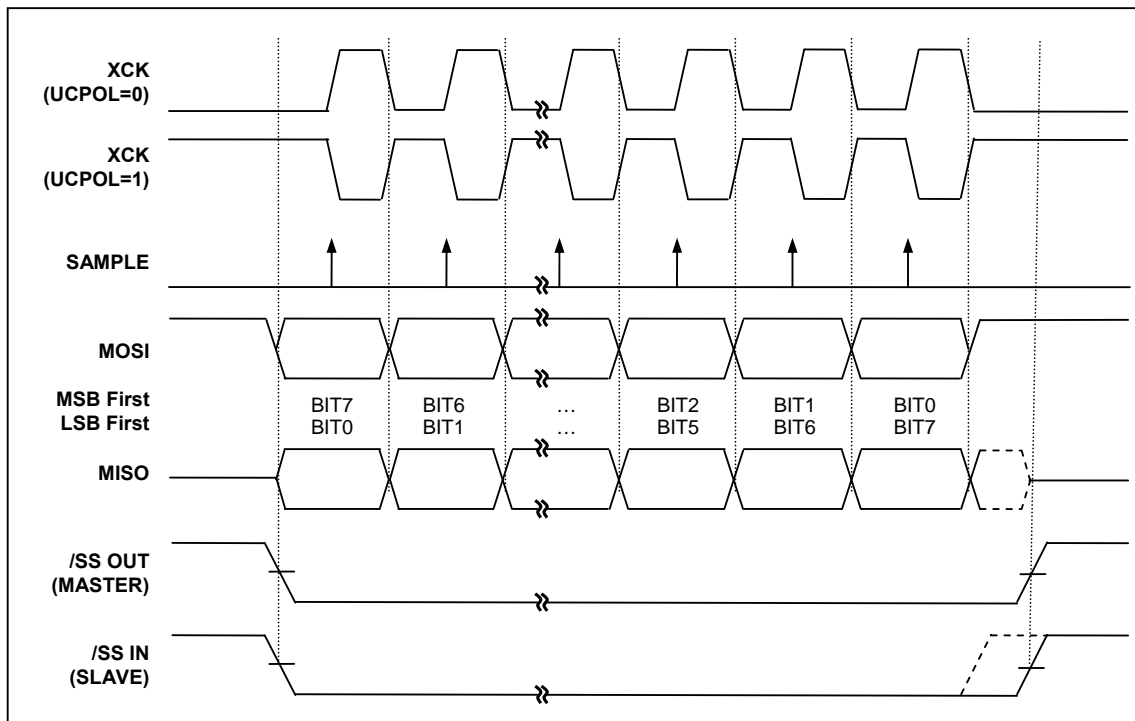 XCK
(UCPOL=0)
XCK
(UCPOL=1)
SAMPLE
MOSI
MSB First
LSB First
BIT7 BIT6 ... BIT2 BIT1 BIT0
BIT0 BIT1 ... BIT5 BIT6 BIT7
MISO
/SS OUT
(MASTER)
/SS IN
(SLAVE)